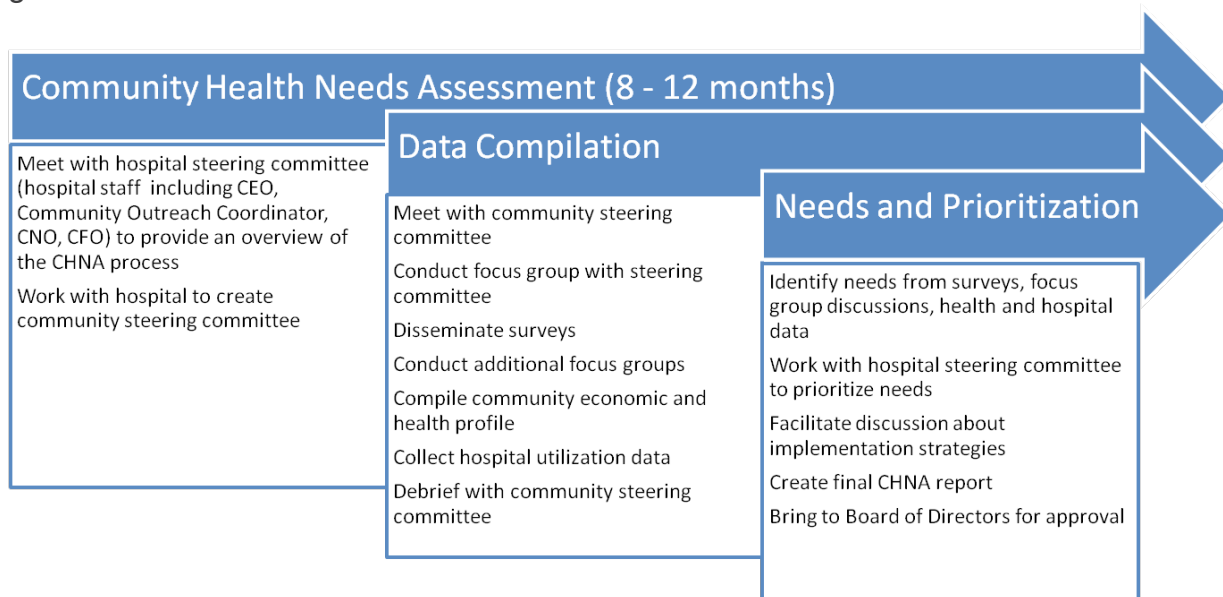 Community Health Needs Assessment (8 - 12 months)
Meet with hospital steering committee
(hospital staff including CEO,
Community Outreach Coordinator,
CNO, CFO) to provide an overview of
the CHNA process
Work with hospital to create
community steering committee
Data Compilation
Meet with community steering
committee
Conduct focus group with steering
committee
Disseminate surveys
Conduct additional focus groups
Compile community economic and
health profile
Collect hospital utilization data
Debrief with community steering
committee
Needs and Prioritization
Identify needs from surveys, focus
group discussions, health and hospital
data
Work with hospital steering committee
to prioritize needs
Facilitate discussion about
implementation strategies
Create final CHNA report
Bring to Board of Directors for approval